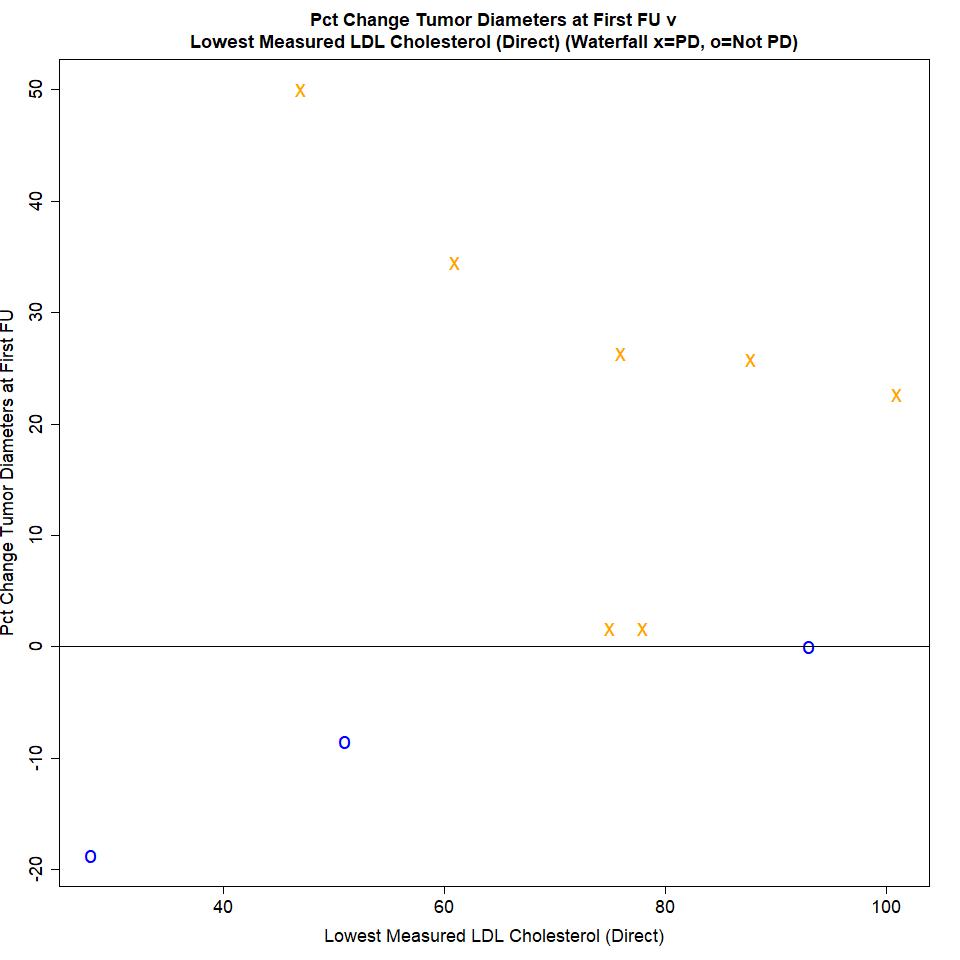 Pct Change Tumor Diameters at First FU v
Lowest Measured LDL Cholesterol (Direct) (Waterfall x=PD, o=Not PD)
Pct Change Tumor Diameters at First FU
50
40
30
20
10
0
-10
-20
X
X
X
X
X
X
X
O
O
O
40
60
80
100
Lowest Measured LDL Cholesterol (Direct)